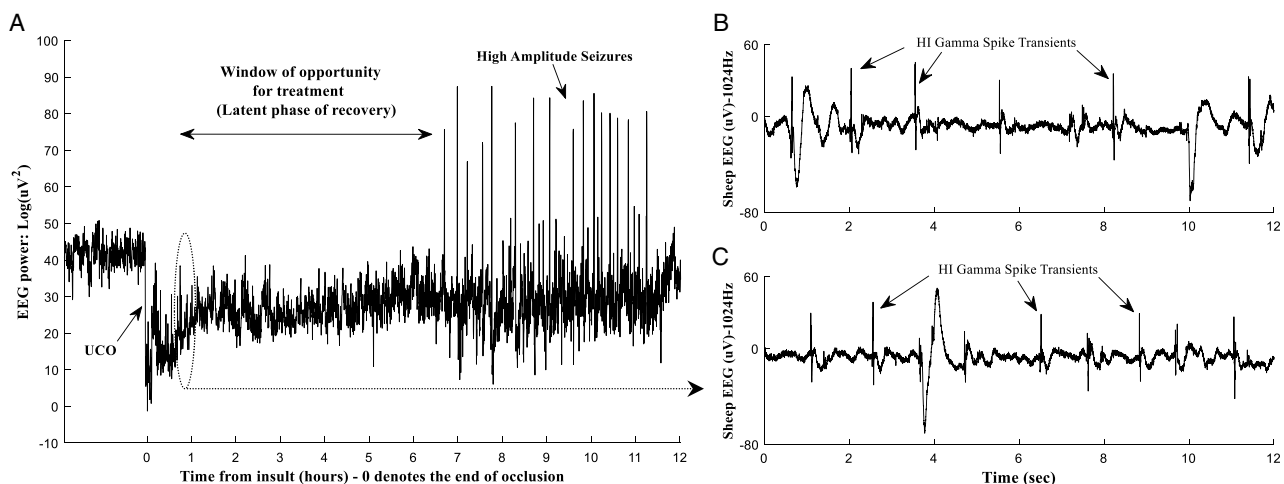 A
100
90
80
70
60
50
40
30
20
10
0
-10
EEG power: Log(uV²)
Window of opportunity
for treatment
(Latent phase of recovery)
High Amplitude Seizures
UCO
0 1 2 3 4 5 6 7 8 9 10 11 12
Time from insult (hours) - 0 denotes the end of occlusion
B
60
0
-80
Sheep EEG (uV)-1024Hz
HI Gamma Spike Transients
0 2 4 6 8 10 12
C
60
0
-80
Sheep EEG (uV)-1024Hz
HI Gamma Spike Transients
0 2 4 6 8 10 12
Time (sec)